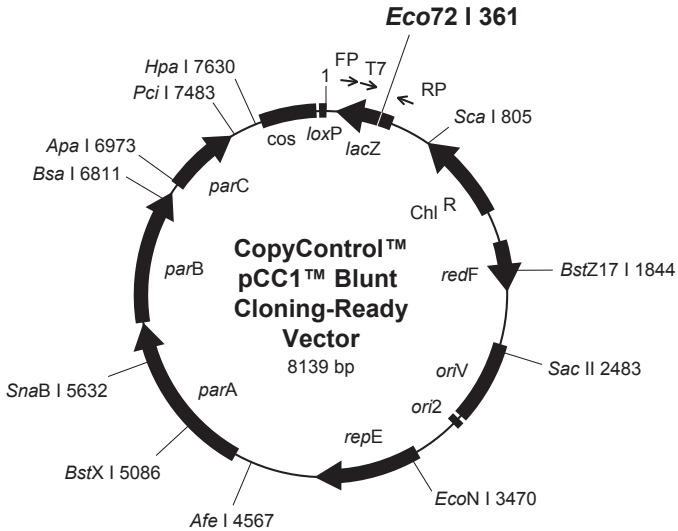 Eco72 I 361
FP
T7
1
RP
Hpa I 7630
Pci I 7483
cos
loxP
lacZ
Sca I 805
Apa I 6973
Bsa I 6811
parC
Chl R
CopyControl™
pCC1™ Blunt
Cloning-Ready
Vector
8139 bp
parB
redF
BstZ17 I 1844
SnaB I 5632
parA
oriV
Sac II 2483
ori2
repE
BstX I 5086
EcoN I 3470
Afe I 4567